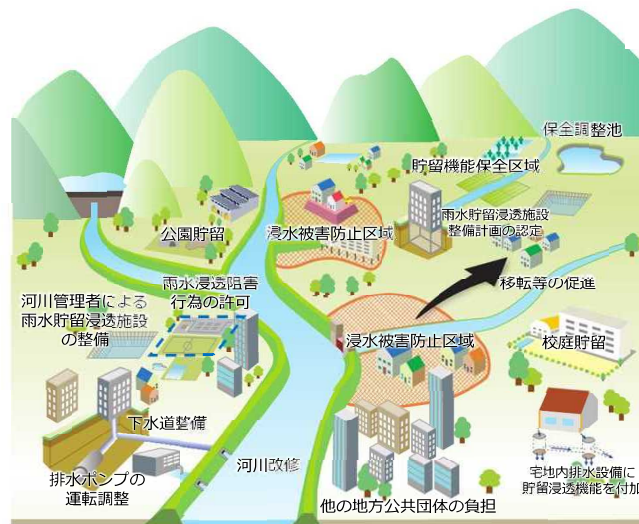 保全調整池
貯留機能保全区域
雨水貯留浸透施設
整備計画の認定
公園貯留
浸水被害防止区域
雨水浸透阻害
行為の許可
移転等の促進
河川管理者による
雨水貯留浸透施設
の整備
浸水被害防止区域
校庭貯留
下水道整備
河川改修
排水ポンプの
運転調整
宅地内排水設備に
貯留浸透機能を付加
他の地方公共団体の負担